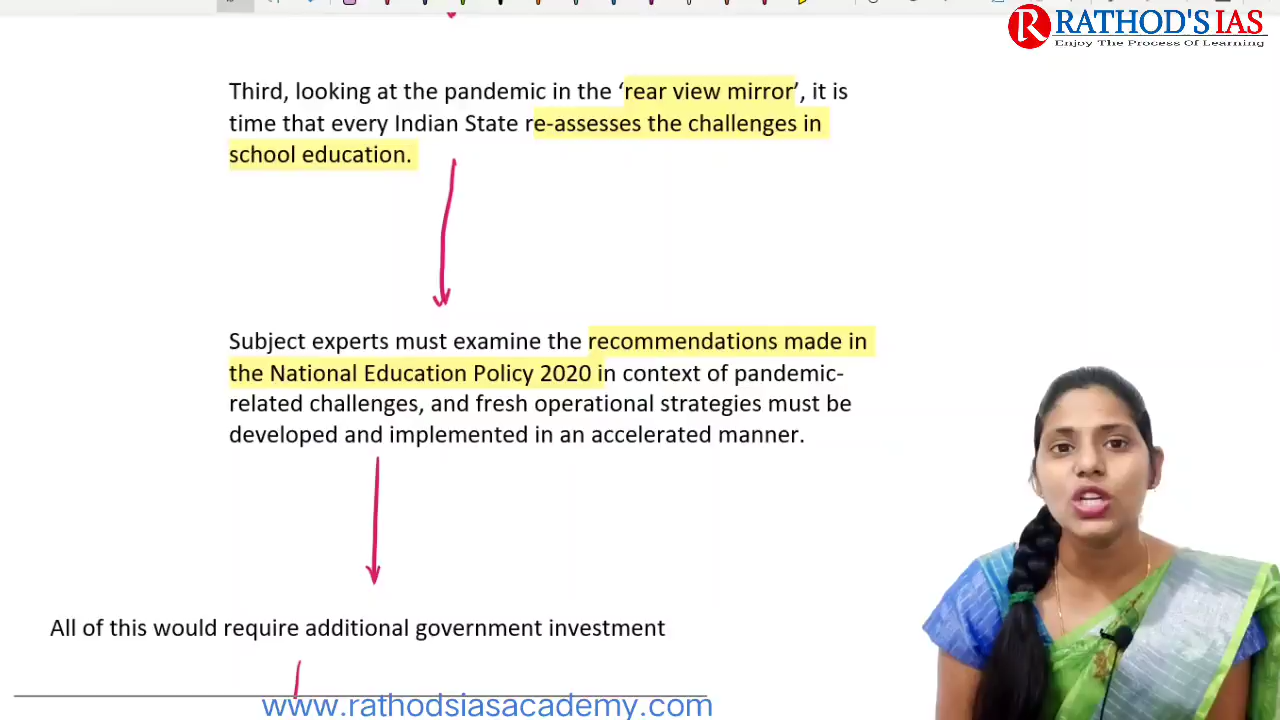 RATHOD'S IAS
Enjoy The Process Of Learning
Third, looking at the pandemic in the ‘rear view mirror’, it is
time that every Indian State re-assesses the challenges in
school education.
Subject experts must examine the recommendations made in
the National Education Policy 2020 in context of pandemic-
related challenges, and fresh operational strategies must be
developed and implemented in an accelerated manner.
All of this would require additional government investment
www.rathodsiasacademy.com